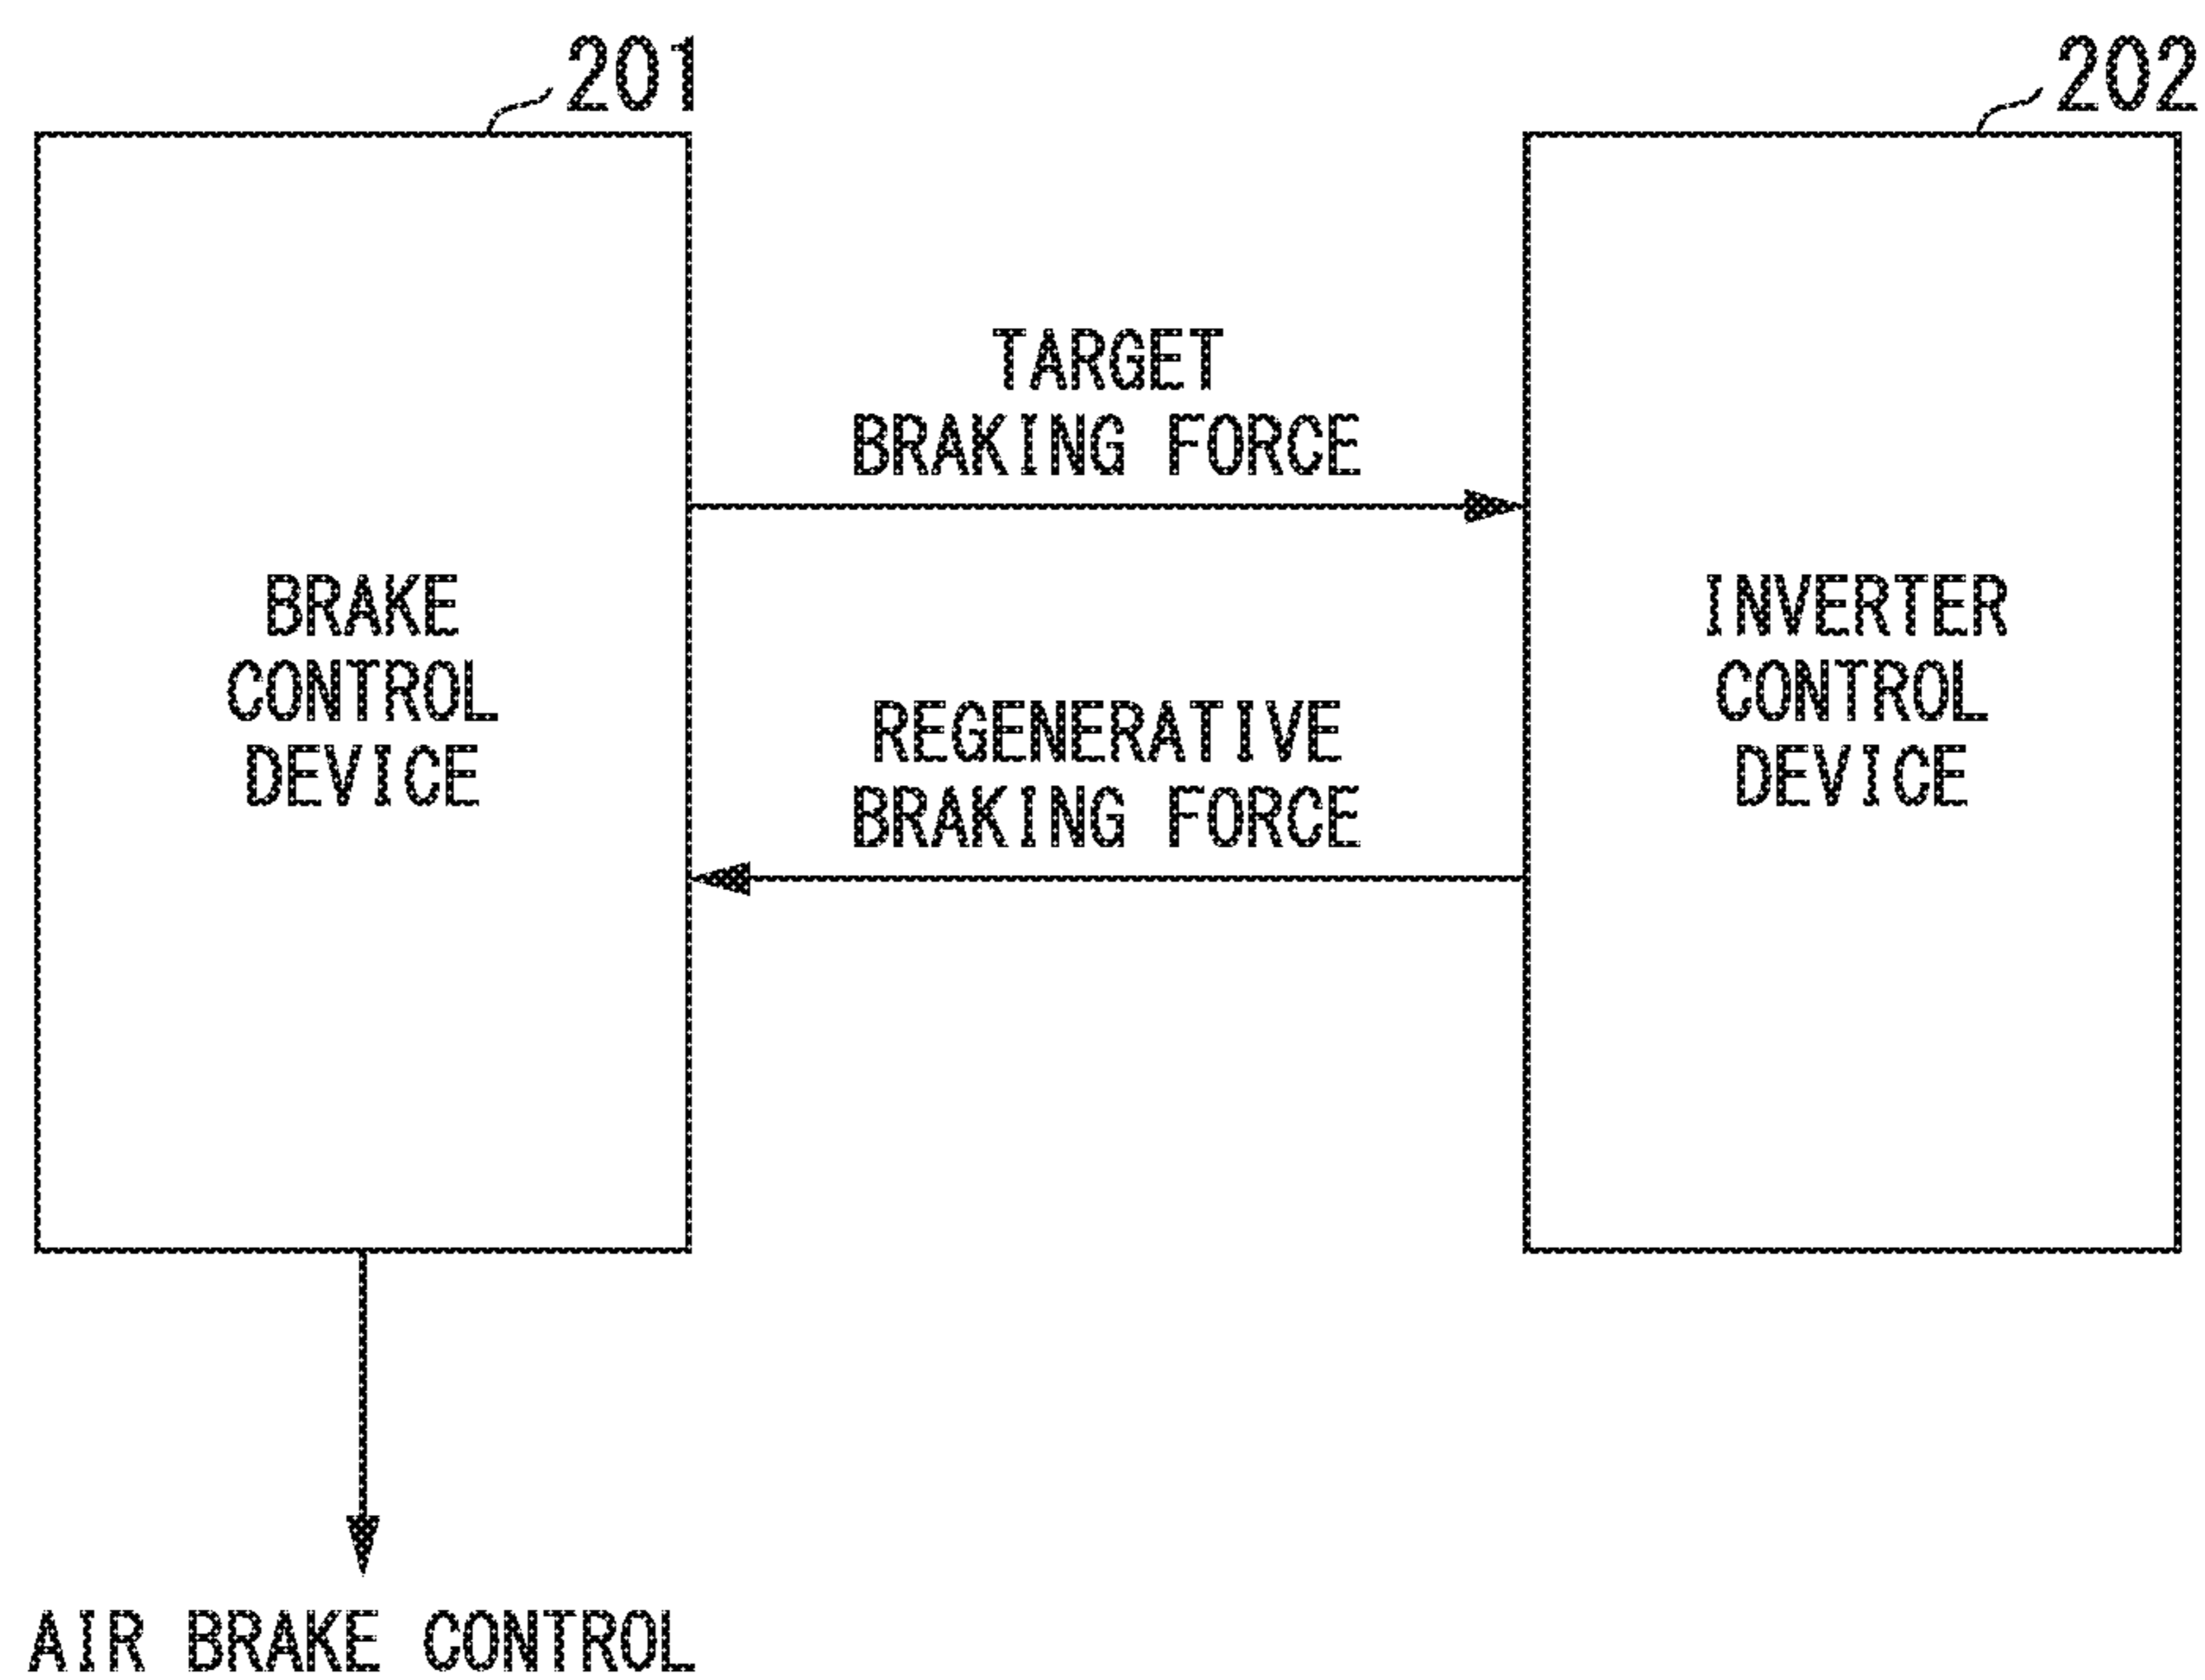 201
202
TARGET
BRAKING FORCE
BRAKE
CONTROL
DEVICE
REGENERATIVE
BRAKING FORCE
INVERTER
CONTROL
DEVICE
AIR BRAKE CONTROL